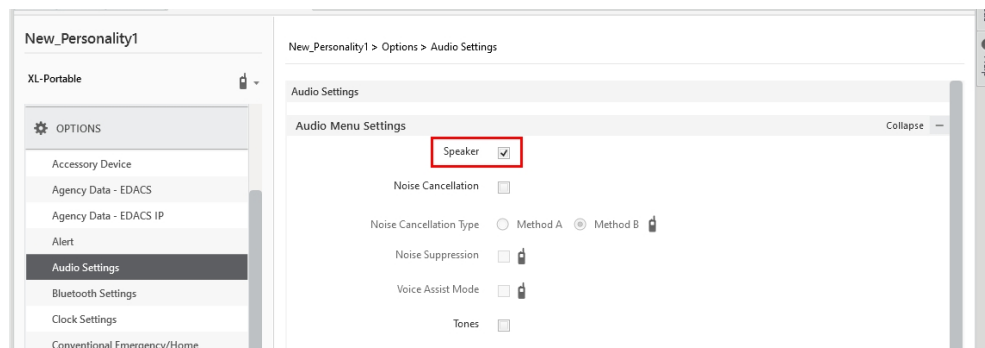 New_Personality1
XL-Portable
OPTIONS
Accessory Device
Agency Data - EDACS
Agency Data - EDACS IP
Alert
Audio Settings
Bluetooth Settings
Clock Settings
Conventional Emergency/Home
New_Personality1 > Options > Audio Settings
Audio Settings
Audio Menu Settings Collapse
Speaker
Noise Cancellation
Noise Cancellation Type Method A Method B
Noise Suppression
Voice Assist Mode
Tones